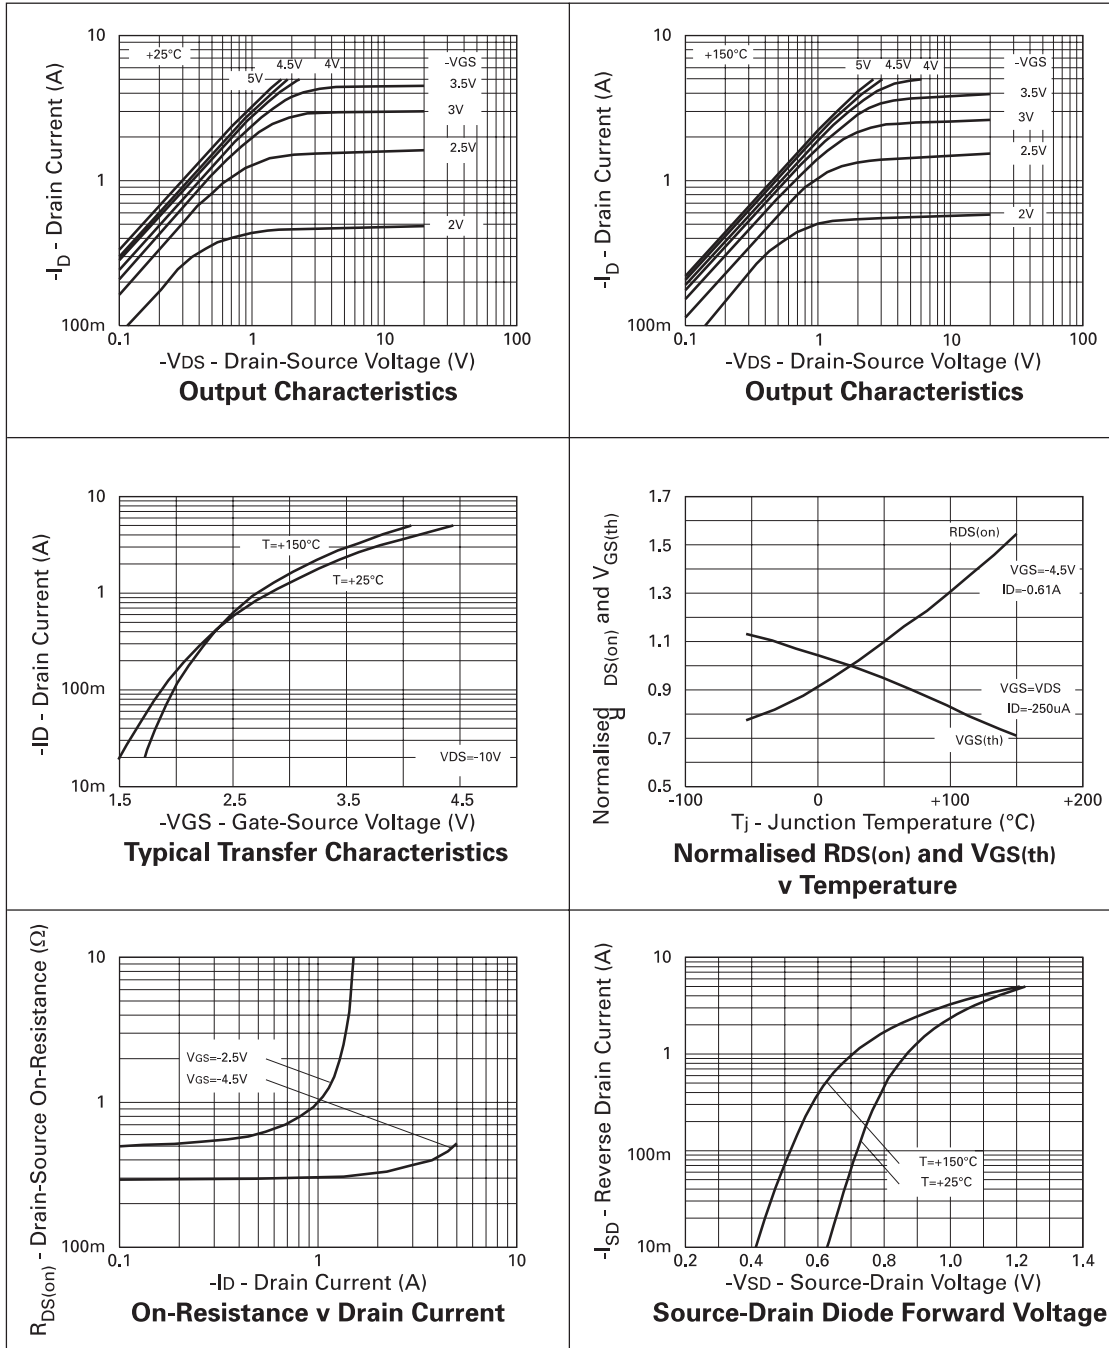 10
+25°C
4.5V 4V
5V
-VGS
3.5V
3V
2.5V
2V
1
100m
0.1 1 10 100
-ID - Drain Current (A)
-VDS - Drain-Source Voltage (V)
Output Characteristics
10
+150°C
5V 4.5V 4V
-VGS
3.5V
3V
2.5V
2V
1
100m
0.1 1 10 100
-ID - Drain Current (A)
-VDS - Drain-Source Voltage (V)
Output Characteristics
10
1
100m
10m
T=+150°C
T=+25°C
VDS=-10V
1.5 2.5 3.5 4.5
-ID - Drain Current (A)
-VGS - Gate-Source Voltage (V)
Typical Transfer Characteristics
1.7
1.5
1.3
1.1
0.9
0.7
0.5
RDS(on)
VGS=-4.5V
ID=-0.61A
VGS=VDS
ID=-250uA
VGS(th)
-100 0 +100 +200
Normalised RDS(on) and VGS(th)
Tj - Junction Temperature (°C)
Normalised RDS(on) and VGS(th)
v Temperature
10
1
100m
VGS=-2.5V
VGS=-4.5V
0.1 1 10
RDS(on) - Drain-Source On-Resistance (Ω)
-ID - Drain Current (A)
On-Resistance v Drain Current
10
1
100m
10m
T=+150°C
T=+25°C
0.2 0.4 0.6 0.8 1.0 1.2 1.4
-ISD - Reverse Drain Current (A)
-VSD - Source-Drain Voltage (V)
Source-Drain Diode Forward Voltage